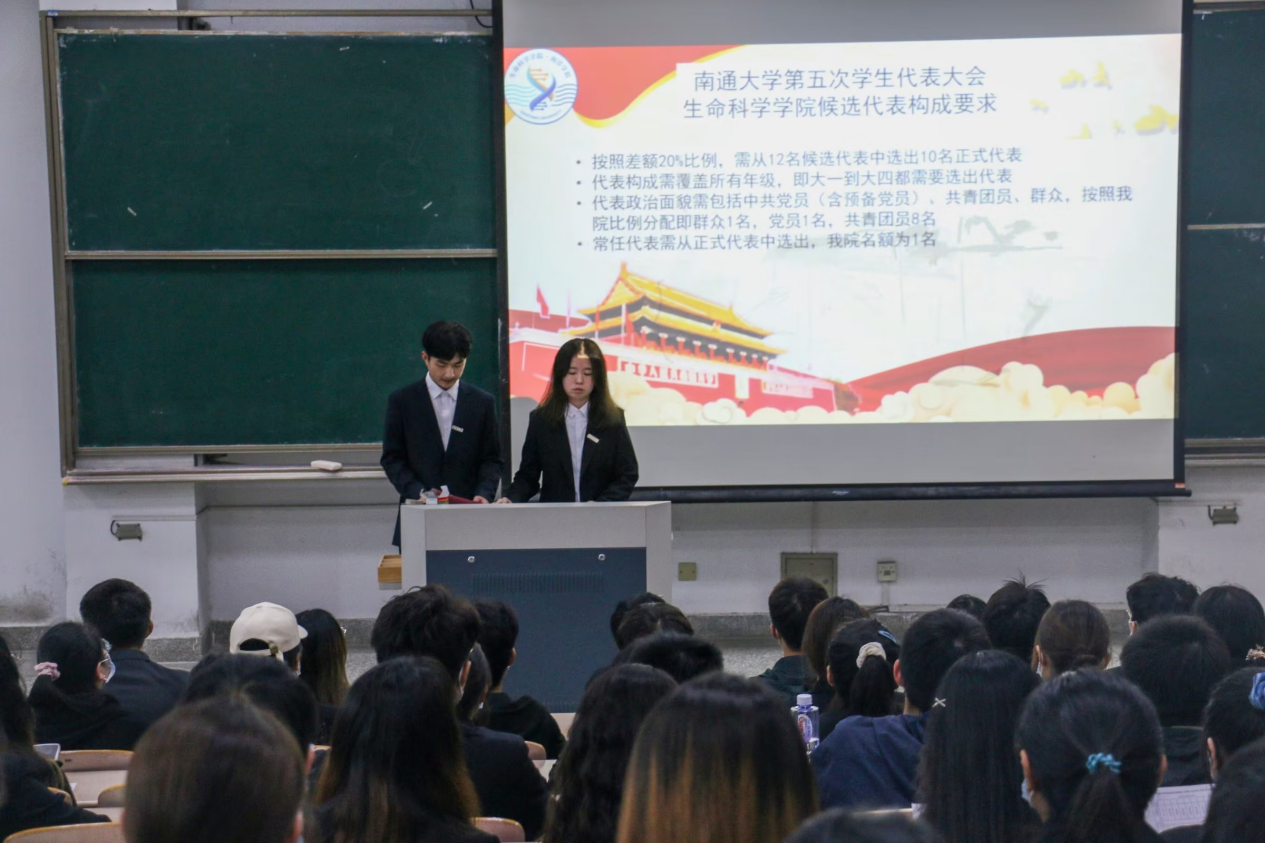 南通大学第五次学生代表大会
生命科学学院候选代表构成要求
• 按照差额20%比例，需从12名候选代表中选出10名正式代表
• 代表构成需覆盖所有年级，即大一到大四都需要选出代表
• 代表政治面貌需包括中共党员（含预备党员）、共青团员、群众，按照我
院比例分配即群众1名，党员1名，共青团员8名
• 常任代表需从正式代表中选出，我院名额为1名